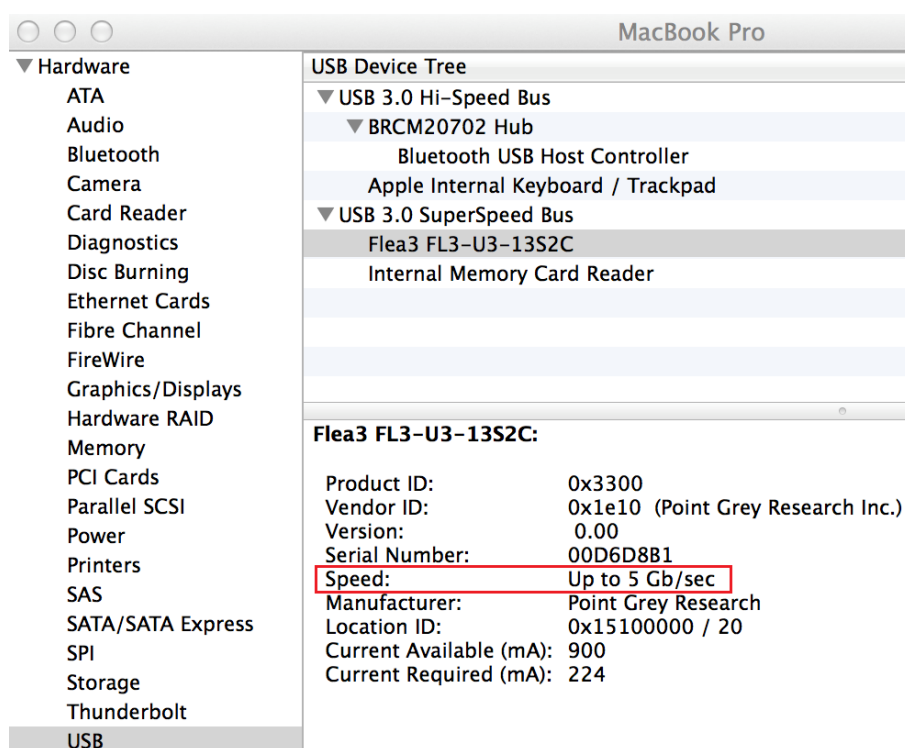 MacBook Pro
Hardware
ATA
Audio
Bluetooth
Camera
Card Reader
Diagnostics
Disc Burning
Ethernet Cards
Fibre Channel
FireWire
Graphics/Displays
Hardware RAID
Memory
PCI Cards
Parallel SCSI
Power
Printers
SAS
SATA/SATA Express
SPI
Storage
Thunderbolt
USB
USB Device Tree
USB 3.0 Hi-Speed Bus
BRCM20702 Hub
Bluetooth USB Host Controller
Apple Internal Keyboard / Trackpad
USB 3.0 SuperSpeed Bus
Flea3 FL3-U3-13S2C
Internal Memory Card Reader
Flea3 FL3-U3-13S2C:
Product ID: 0x3300
Vendor ID: 0x1e10 (Point Grey Research Inc.)
Version: 0.00
Serial Number: 00D6D8B1
Speed: Up to 5 Gb/sec
Manufacturer: Point Grey Research
Location ID: 0x15100000 / 20
Current Available (mA): 900
Current Required (mA): 224